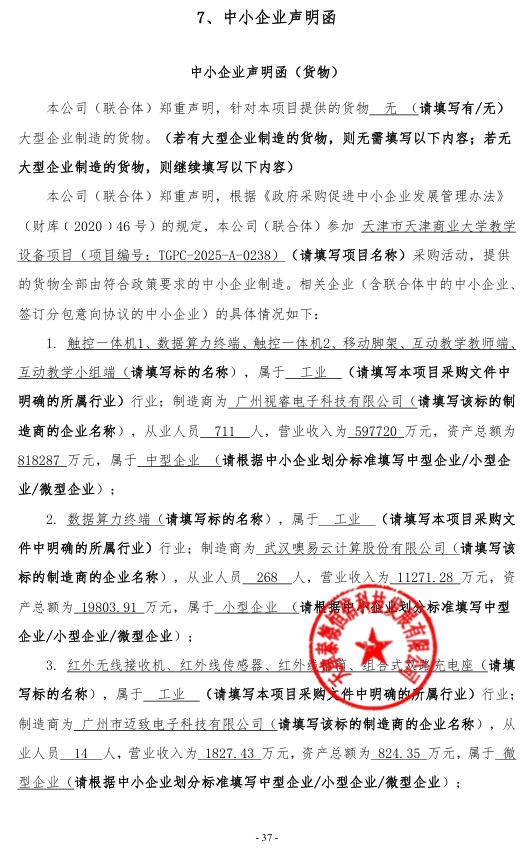 7、中小企业声明函
中小企业声明函（货物）
本公司（联合体）郑重声明，针对本项目提供的货物 无 （请填写有/无）
大型企业制造的货物。（若有大型企业制造的货物，则无需填写以下内容；若无
大型企业制造的货物，则继续填写以下内容）
本公司（联合体）郑重声明，根据《政府采购促进中小企业发展管理办法》
（财库﹝2020﹞46 号）的规定，本公司（联合体）参加 天津市天津商业大学教学
设备项目（项目编号：TGPC-2025-A-0238）（请填写项目名称）采购活动，提供
的货物全部由符合政策要求的中小企业制造。相关企业（含联合体中的中小企业、
签订分包意向协议的中小企业）的具体情况如下：
1. 触控一体机1、数据算力终端、触控一体机2、移动脚架、互动教学教师端、
互动教学小组端（请填写标的名称），属于 工业 （请填写本项目采购文件中
明确的所属行业）行业；制造商为 广州视睿电子科技有限公司（请填写该标的制
造商的企业名称），从业人员 711 人，营业收入为 597720 万元，资产总额为
818287 万元，属于 中型企业 （请根据中小企业划分标准填写中型企业/小型企
业/微型企业）；
2. 数据算力终端（请填写标的名称），属于 工业 （请填写本项目采购文
件中明确的所属行业）行业；制造商为 武汉噢易云计算股份有限公司（请填写该
标的制造商的企业名称），从业人员 268 人，营业收入为 11271.28 万元，资
产总额为 19803.91 万元，属于 小型企业 （请根据中小企业划分标准填写中型
企业/小型企业/微型企业）；
3. 红外无线接收机、红外线传感器、红外线音箱、组合式双路充电座（请填
写标的名称），属于 工业 （请填写本项目采购文件中明确的所属行业）行业；
制造商为 广州市迈致电子科技有限公司（请填写该标的制造商的企业名称），从
业人员 14 人，营业收入为 1827.43 万元，资产总额为 824.35 万元，属于 微
型企业（请根据中小企业划分标准填写中型企业/小型企业/微型企业）；
- 37 -